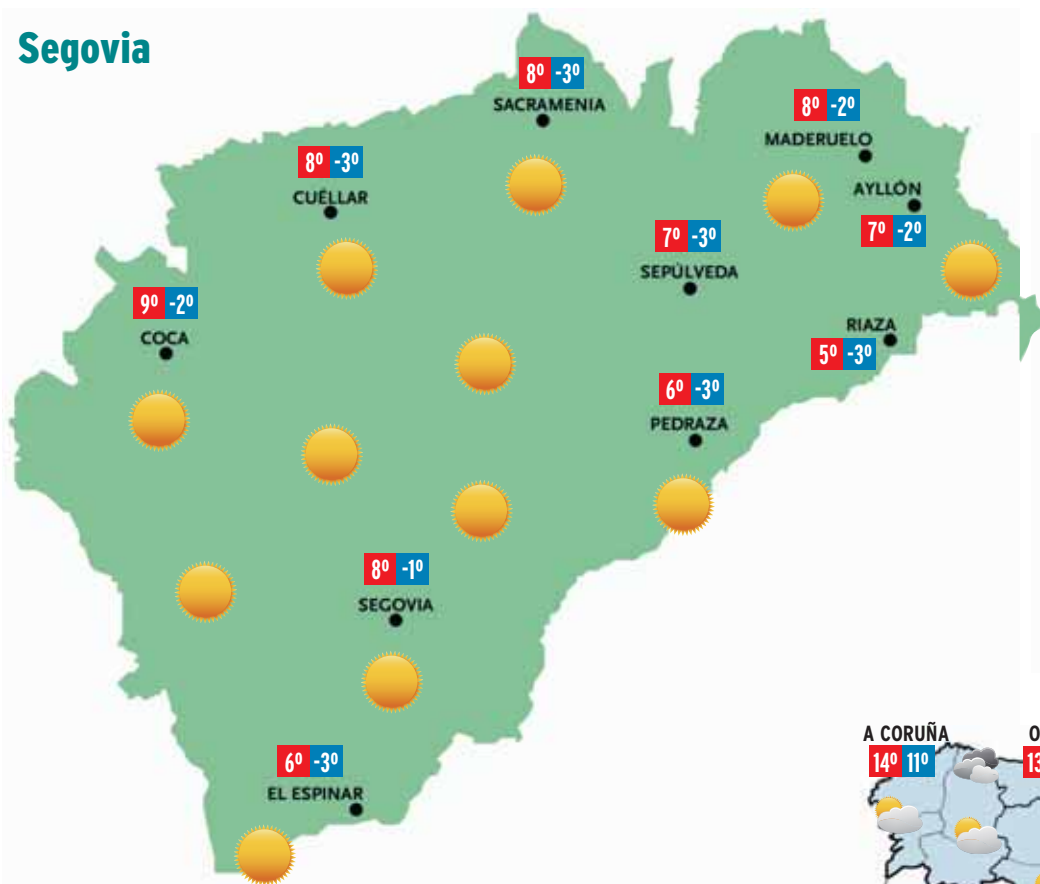 Segovia
8º -3º
SACRAMENIA
8º -2º
MADERUELO
8º -3º
CUÉLLAR
AYLLÓN
7º -2º
7º -3º
SEPÚLVEDA
9º -2º
COCA
RIAZA
5º -3º
6º -3º
PEDRAZA
8º -1º
SEGOVIA
6º -3º
EL ESPINAR
A CORUÑA
14º 11º
13